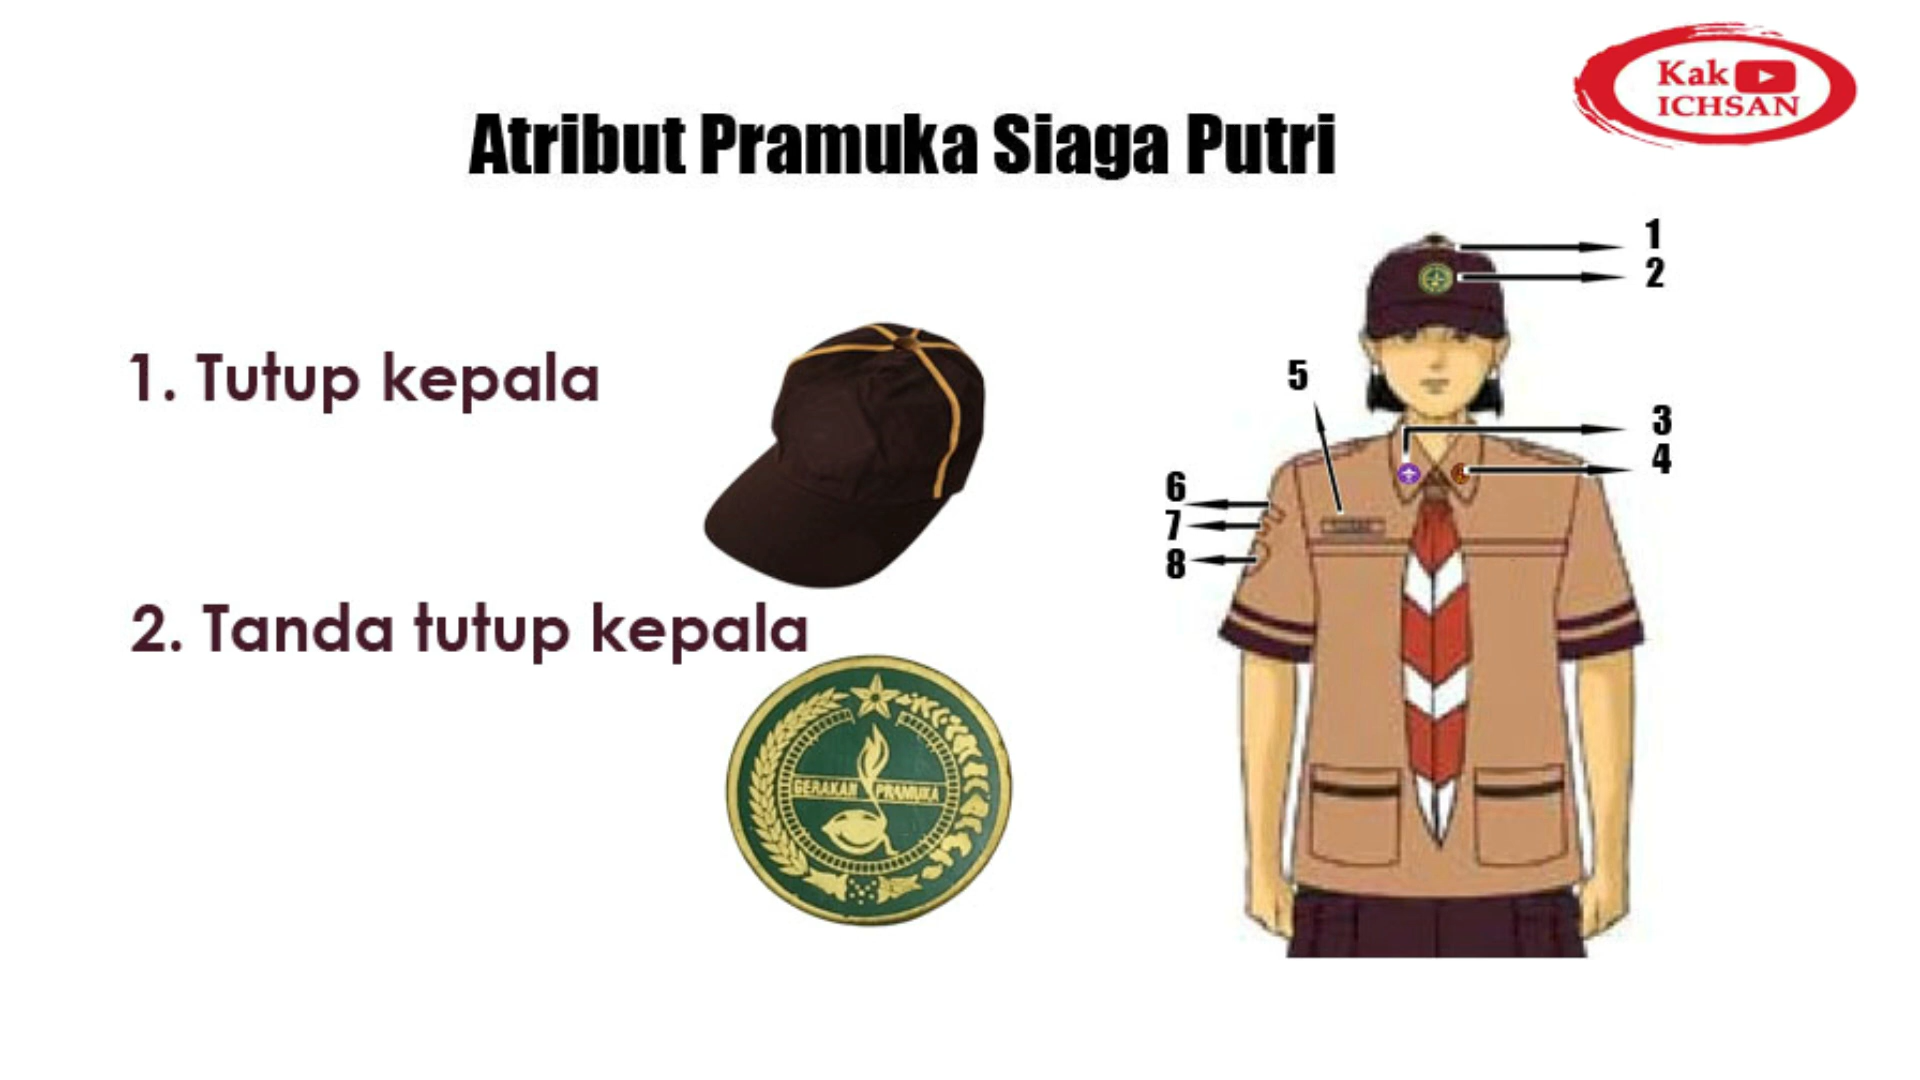 Kak
ICHSAN
Atribut Pramuka Siaga Putri
1
2
1. Tutup kepala
5
3
4
6
7
8
2. Tanda tutup kepala
GERAKAN PRAMUKA